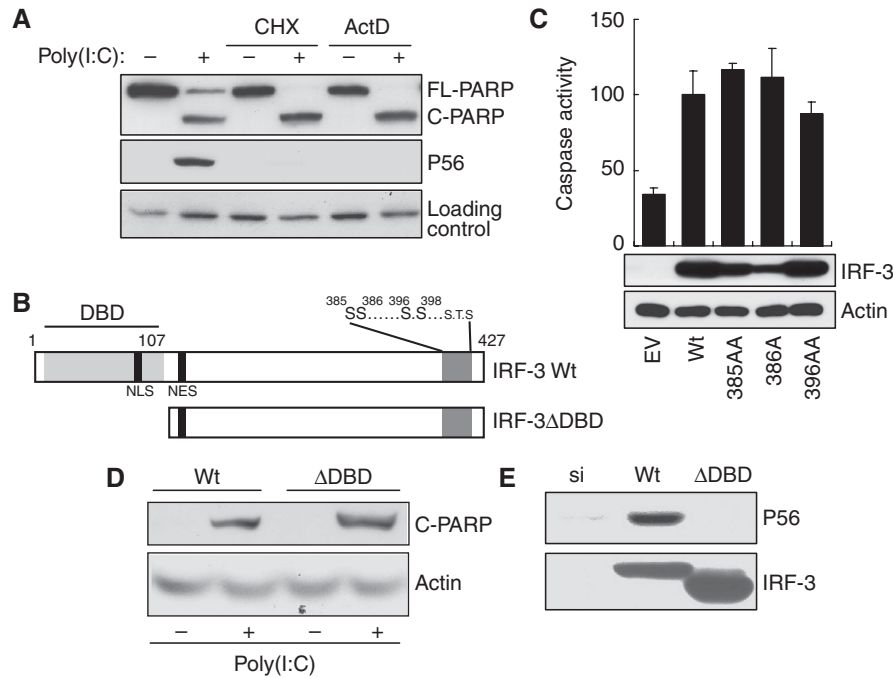 A
CHX ActD
Poly(I:C): – + – + – +
FL-PARP
C-PARP
P56
Loading
control
B
DBD
1 107 427
385 386 396 398
SS......S.S...S.T.S
NLS NES
IRF-3 Wt
IRF-3ΔDBD
C
Caspase activity
150
100
50
0
IRF-3
Actin
EV Wt 385AA 386A 396AA
D
Wt ΔDBD
C-PARP
Actin
– + – +
Poly(I:C)
E
si Wt ΔDBD
P56
IRF-3